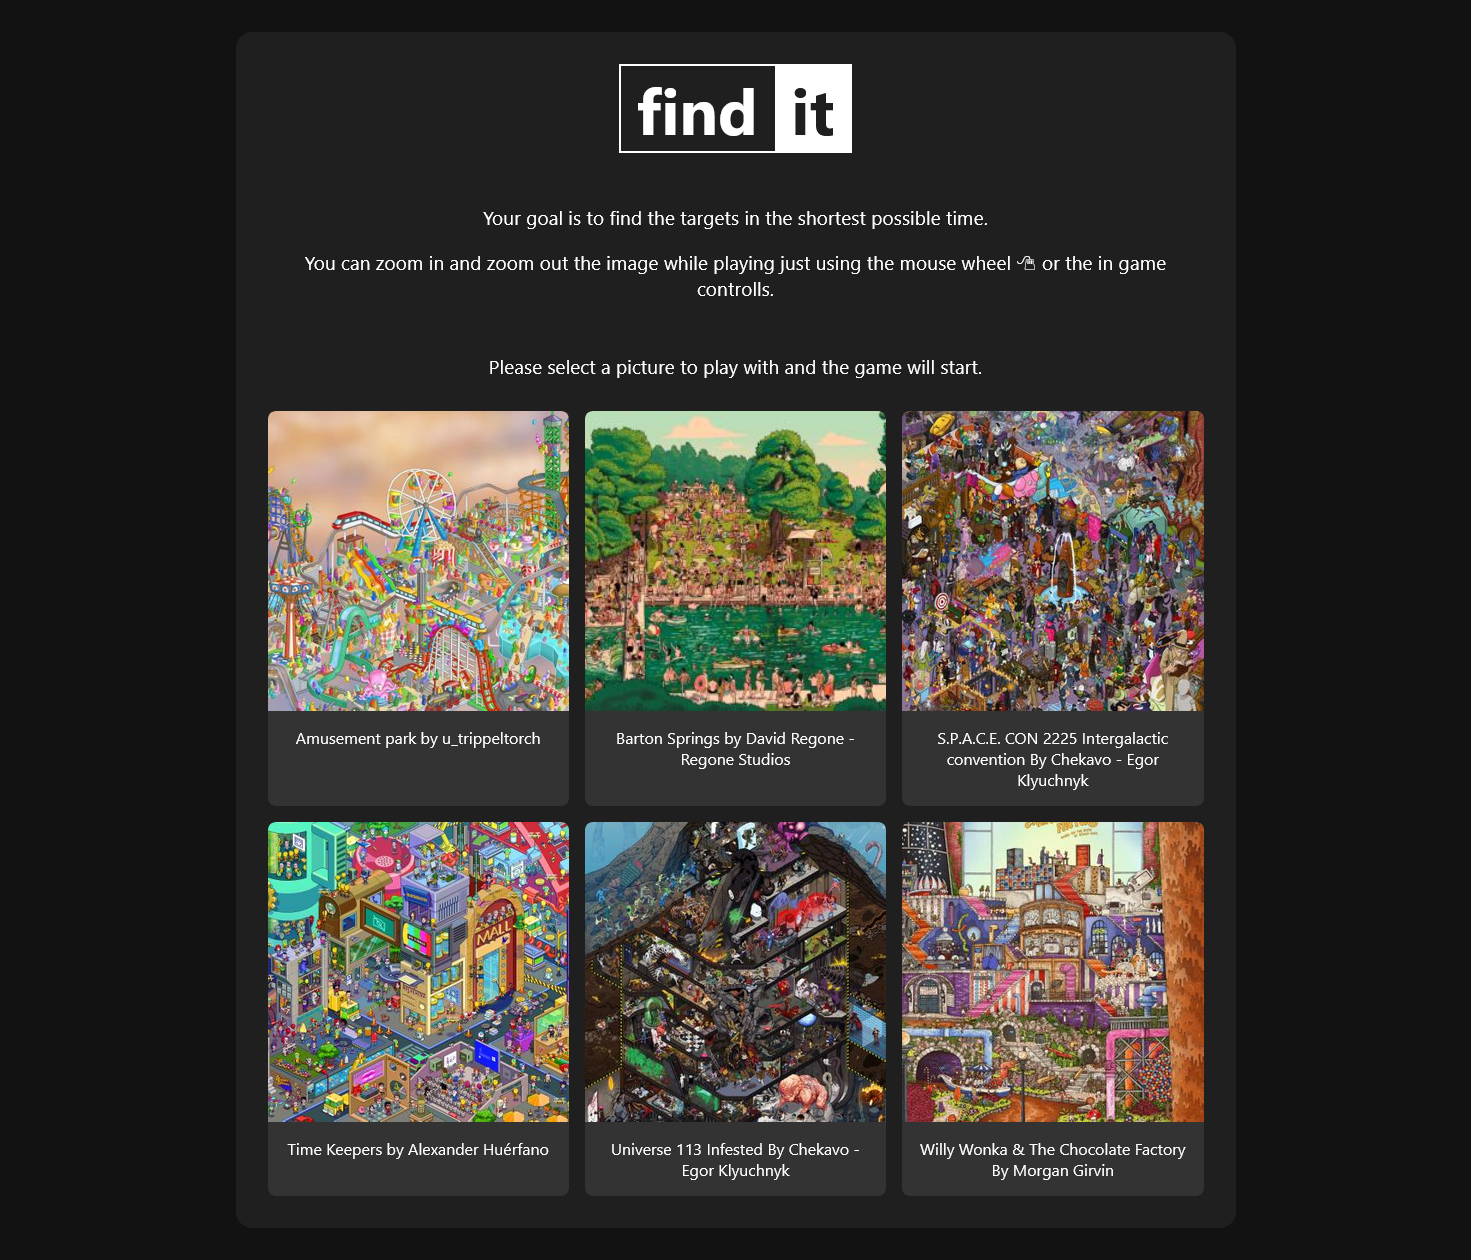 find it
Your goal is to find the targets in the shortest possible time.
You can zoom in and zoom out the image while playing just using the mouse wheel 🖱 or the in game
controlls.
Please select a picture to play with and the game will start.
MALL
Amusement park by u_trippeltorch
Barton Springs by David Regone -
Regone Studios
S.P.A.C.E. CON 2225 Intergalactic
convention By Chekavo - Egor
Klyuchnyk
Time Keepers by Alexander Huérfano
Universe 113 Infested By Chekavo -
Egor Klyuchnyk
Willy Wonka & The Chocolate Factory
By Morgan Girvin